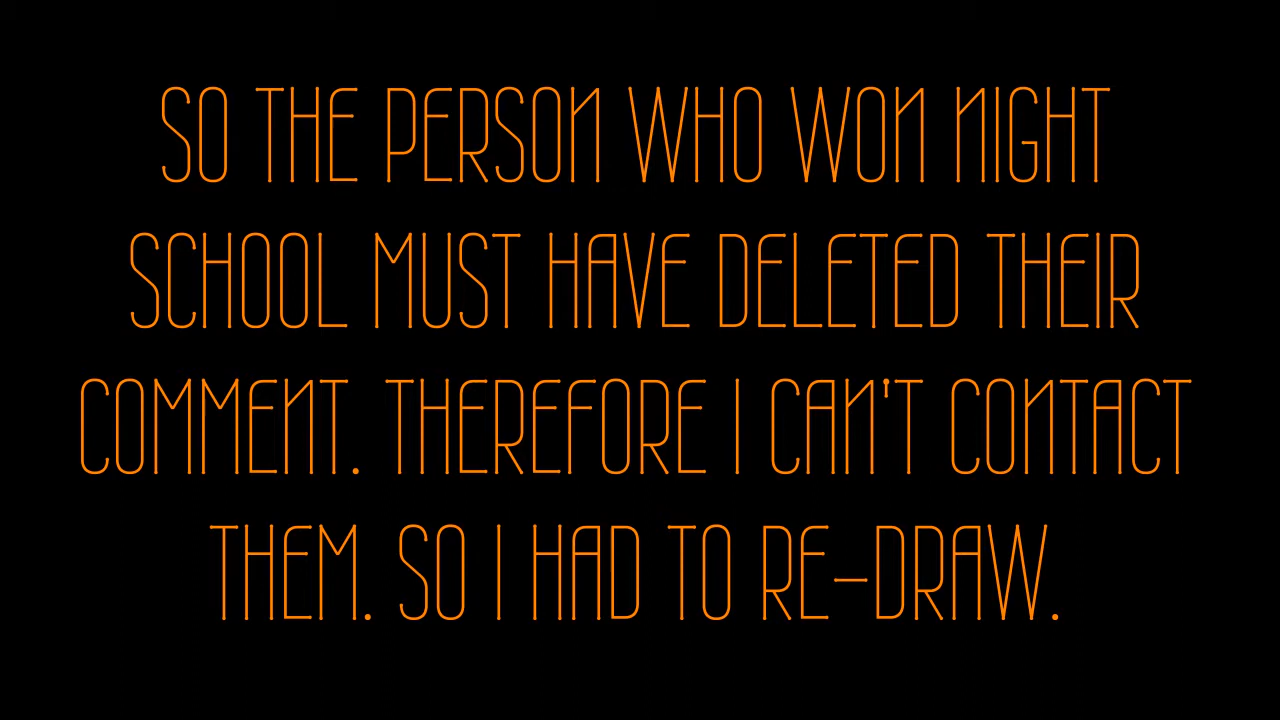 SO THE PERSON WHO WON NIGHT
SCHOOL MUST HAVE DELETED THEIR
COMMENT. THEREFORE I CAN'T CONTACT
THEM. SO I HAD TO RE-DRAW.